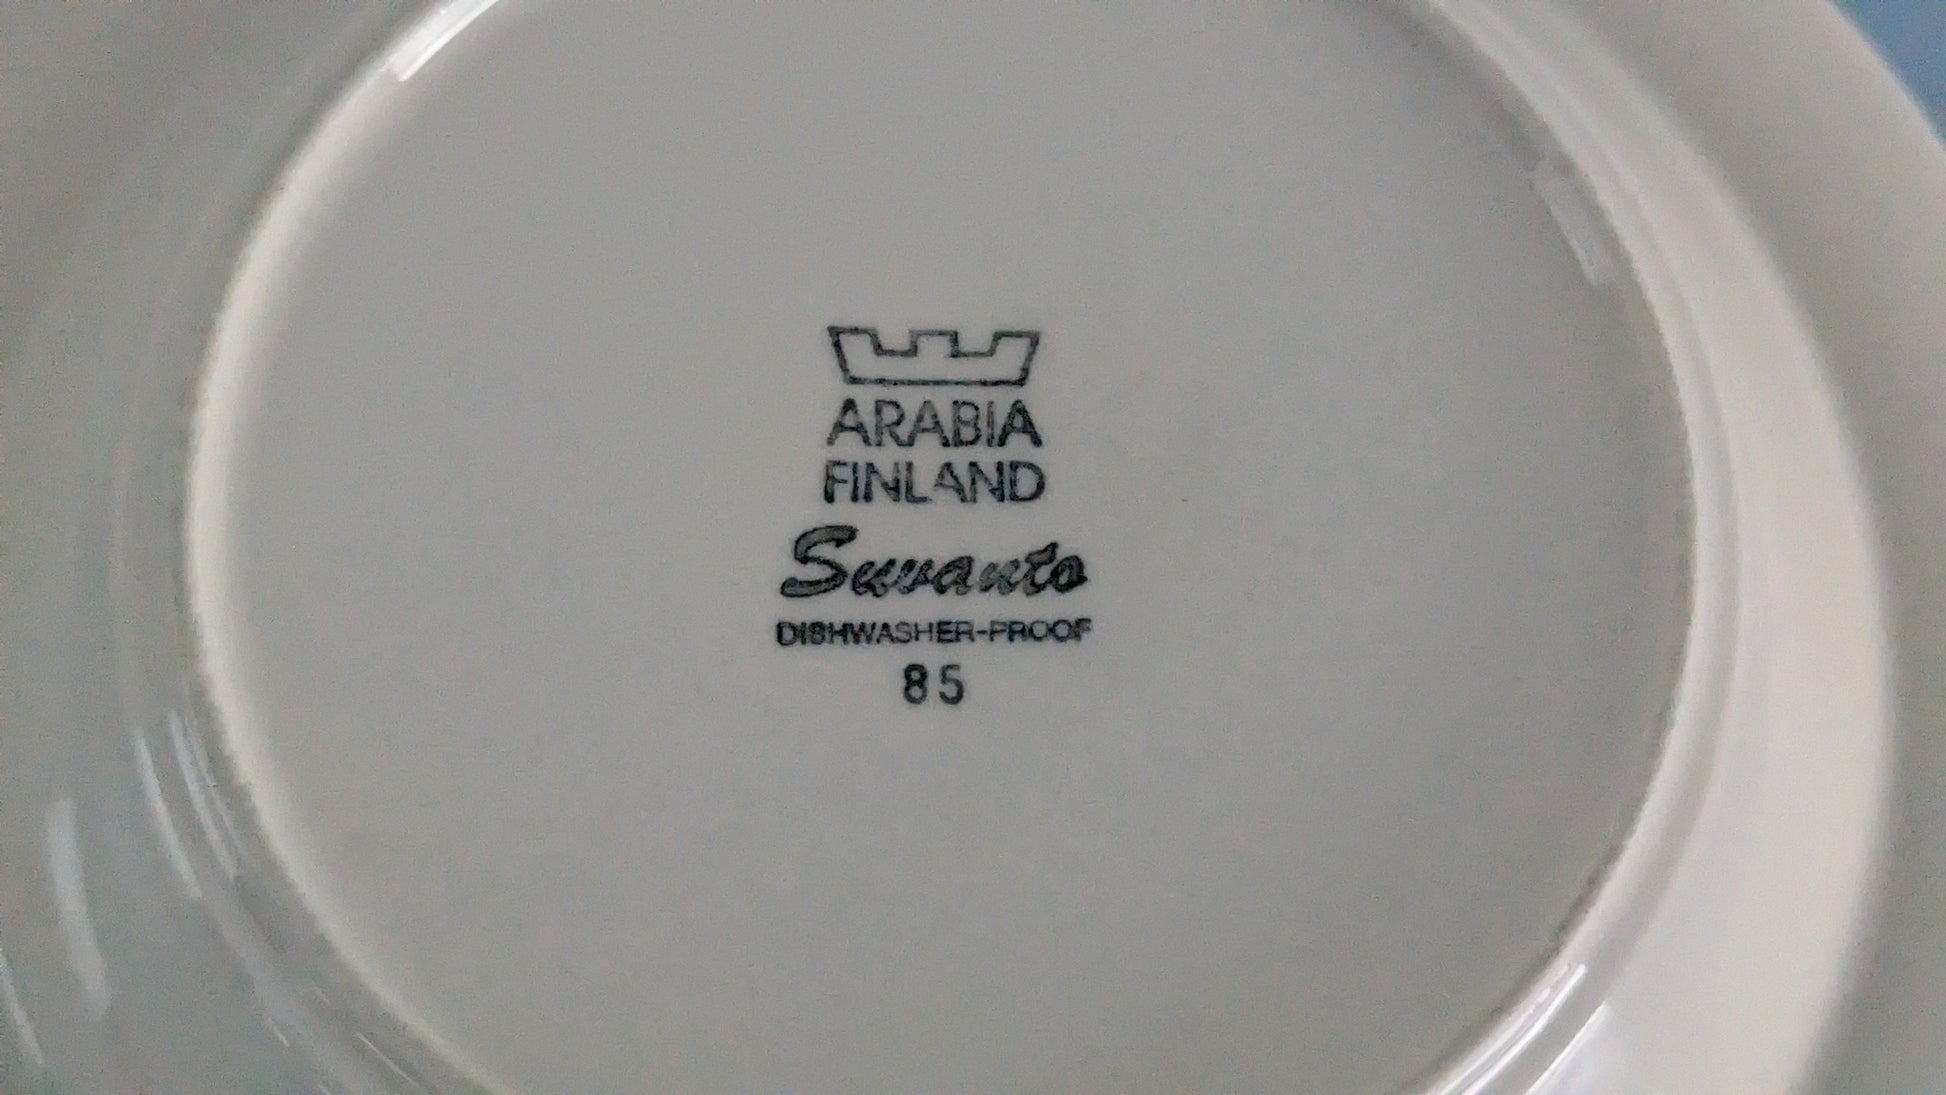 ARABIA
FINLAND
Suvanto
DISHWASHER-PROOF
85